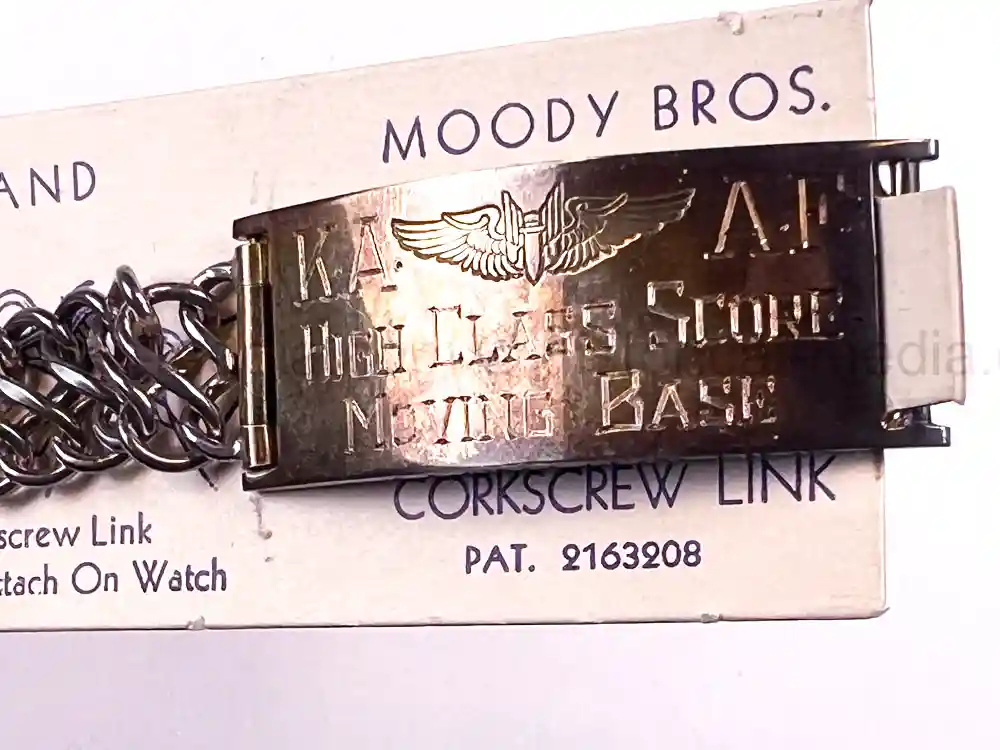 AND
MOODY BROS.
K.A. A.F
HIGH CLASS SCORE
MOVING BASE
CORKSCREW LINK
PAT. 2163208
screw Link
ttach On Watch